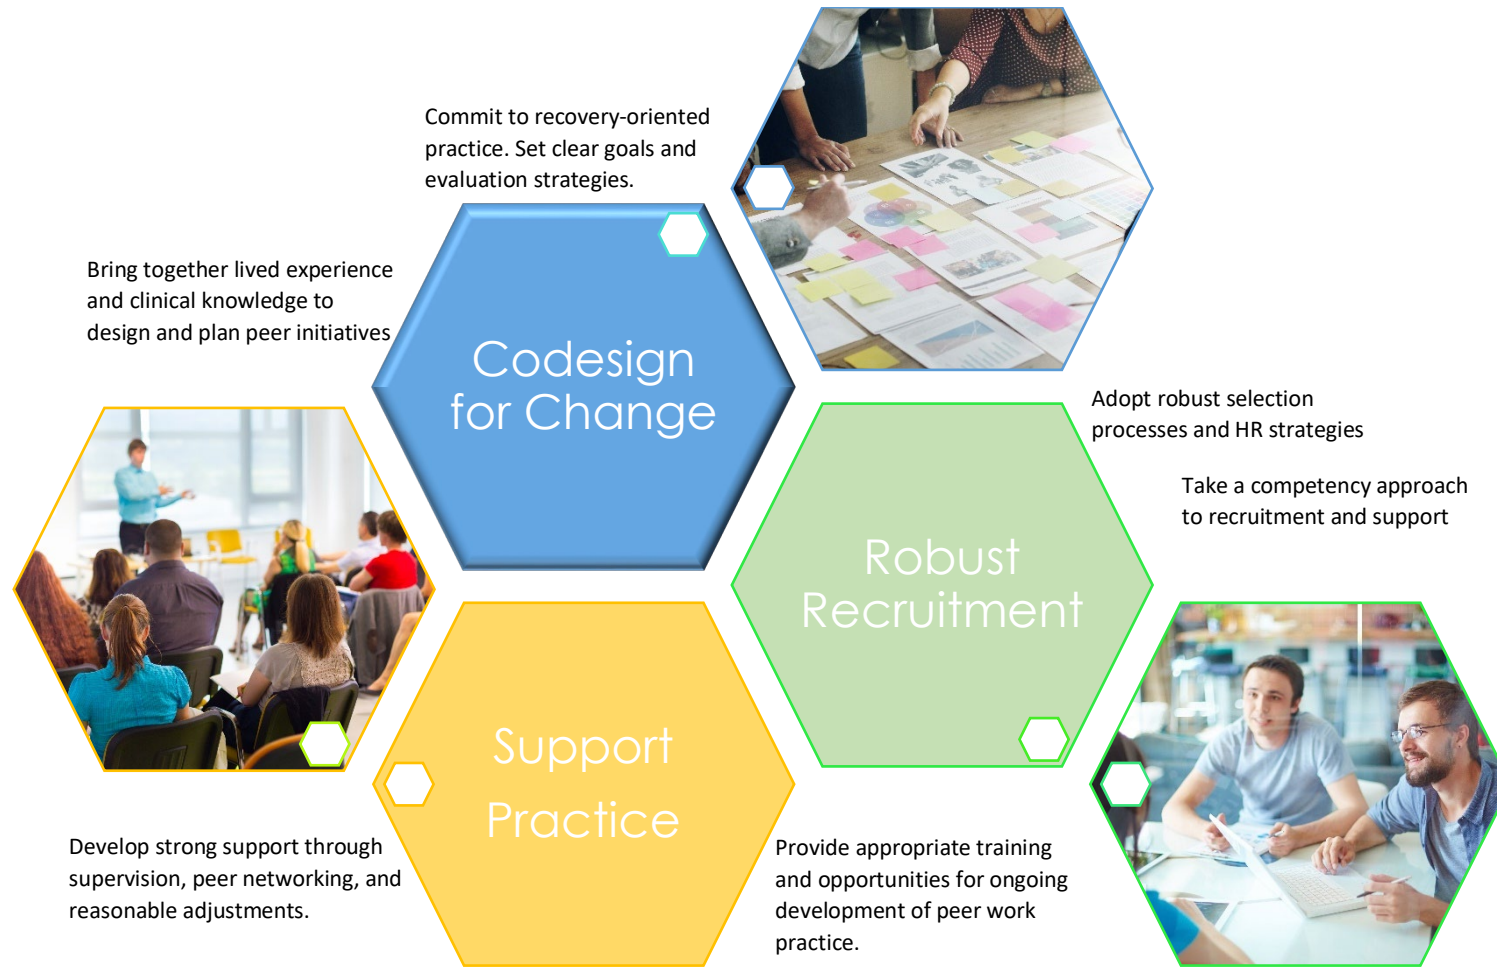 Commit to recovery-oriented
practice. Set clear goals and
evaluation strategies.
Bring together lived experience
and clinical knowledge to
design and plan peer initiatives
Codesign
for Change
Adopt robust selection
processes and HR strategies
Take a competency approach
to recruitment and support
Robust
Recruitment
Support
Practice
Develop strong support through
supervision, peer networking, and
reasonable adjustments.
Provide appropriate training
and opportunities for ongoing
development of peer work
practice.